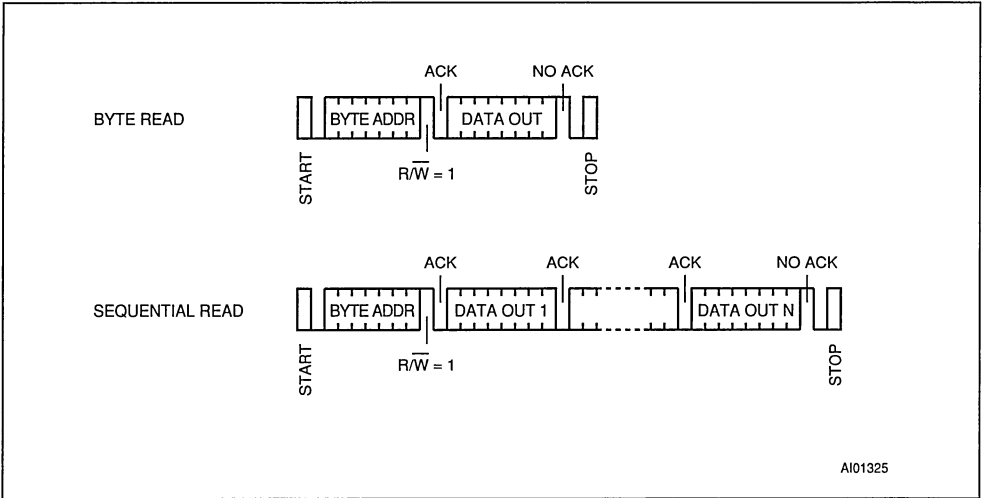 ACK NO ACK
BYTE READ BYTE ADDR DATA OUT
START R/W̅ = 1 STOP
ACK ACK ACK NO ACK
SEQUENTIAL READ BYTE ADDR DATA OUT 1 DATA OUT N
START R/W̅ = 1 STOP
AI01325